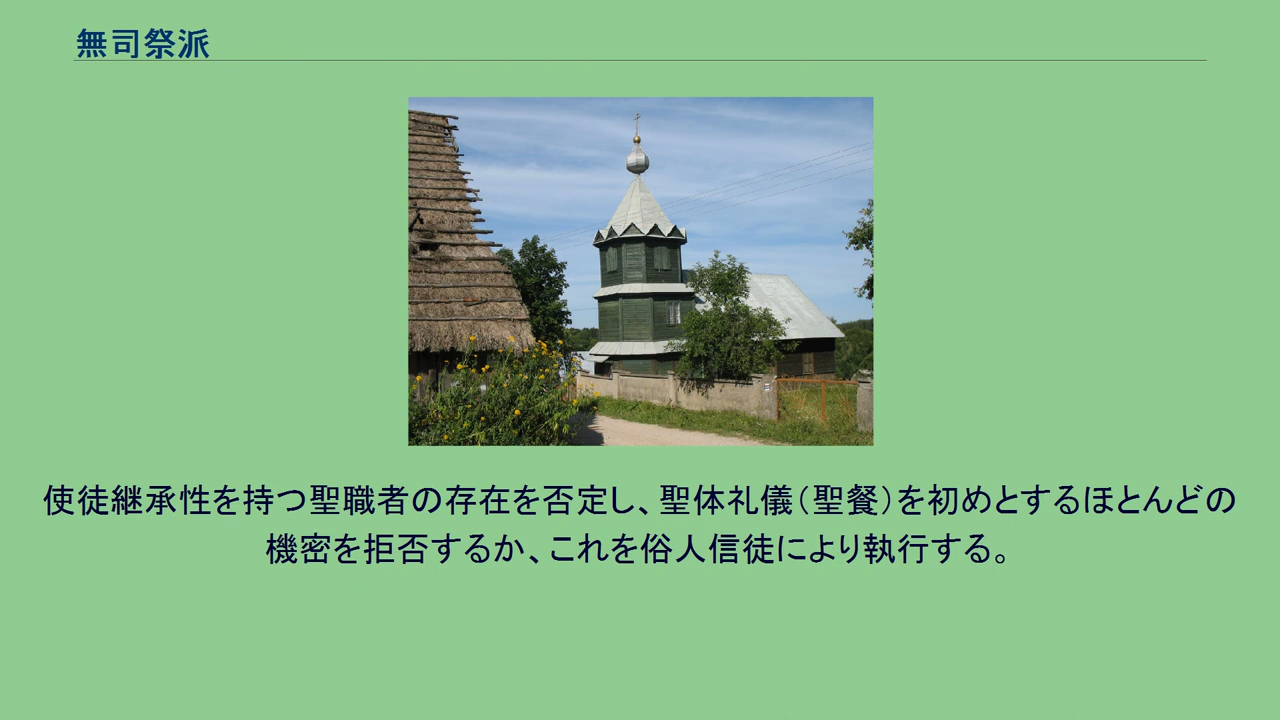 無司祭派
使徒継承性を持つ聖職者の存在を否定し、聖体礼儀（聖餐）を初めとするほとんどの
機密を拒否するか、これを俗人信徒により執行する。